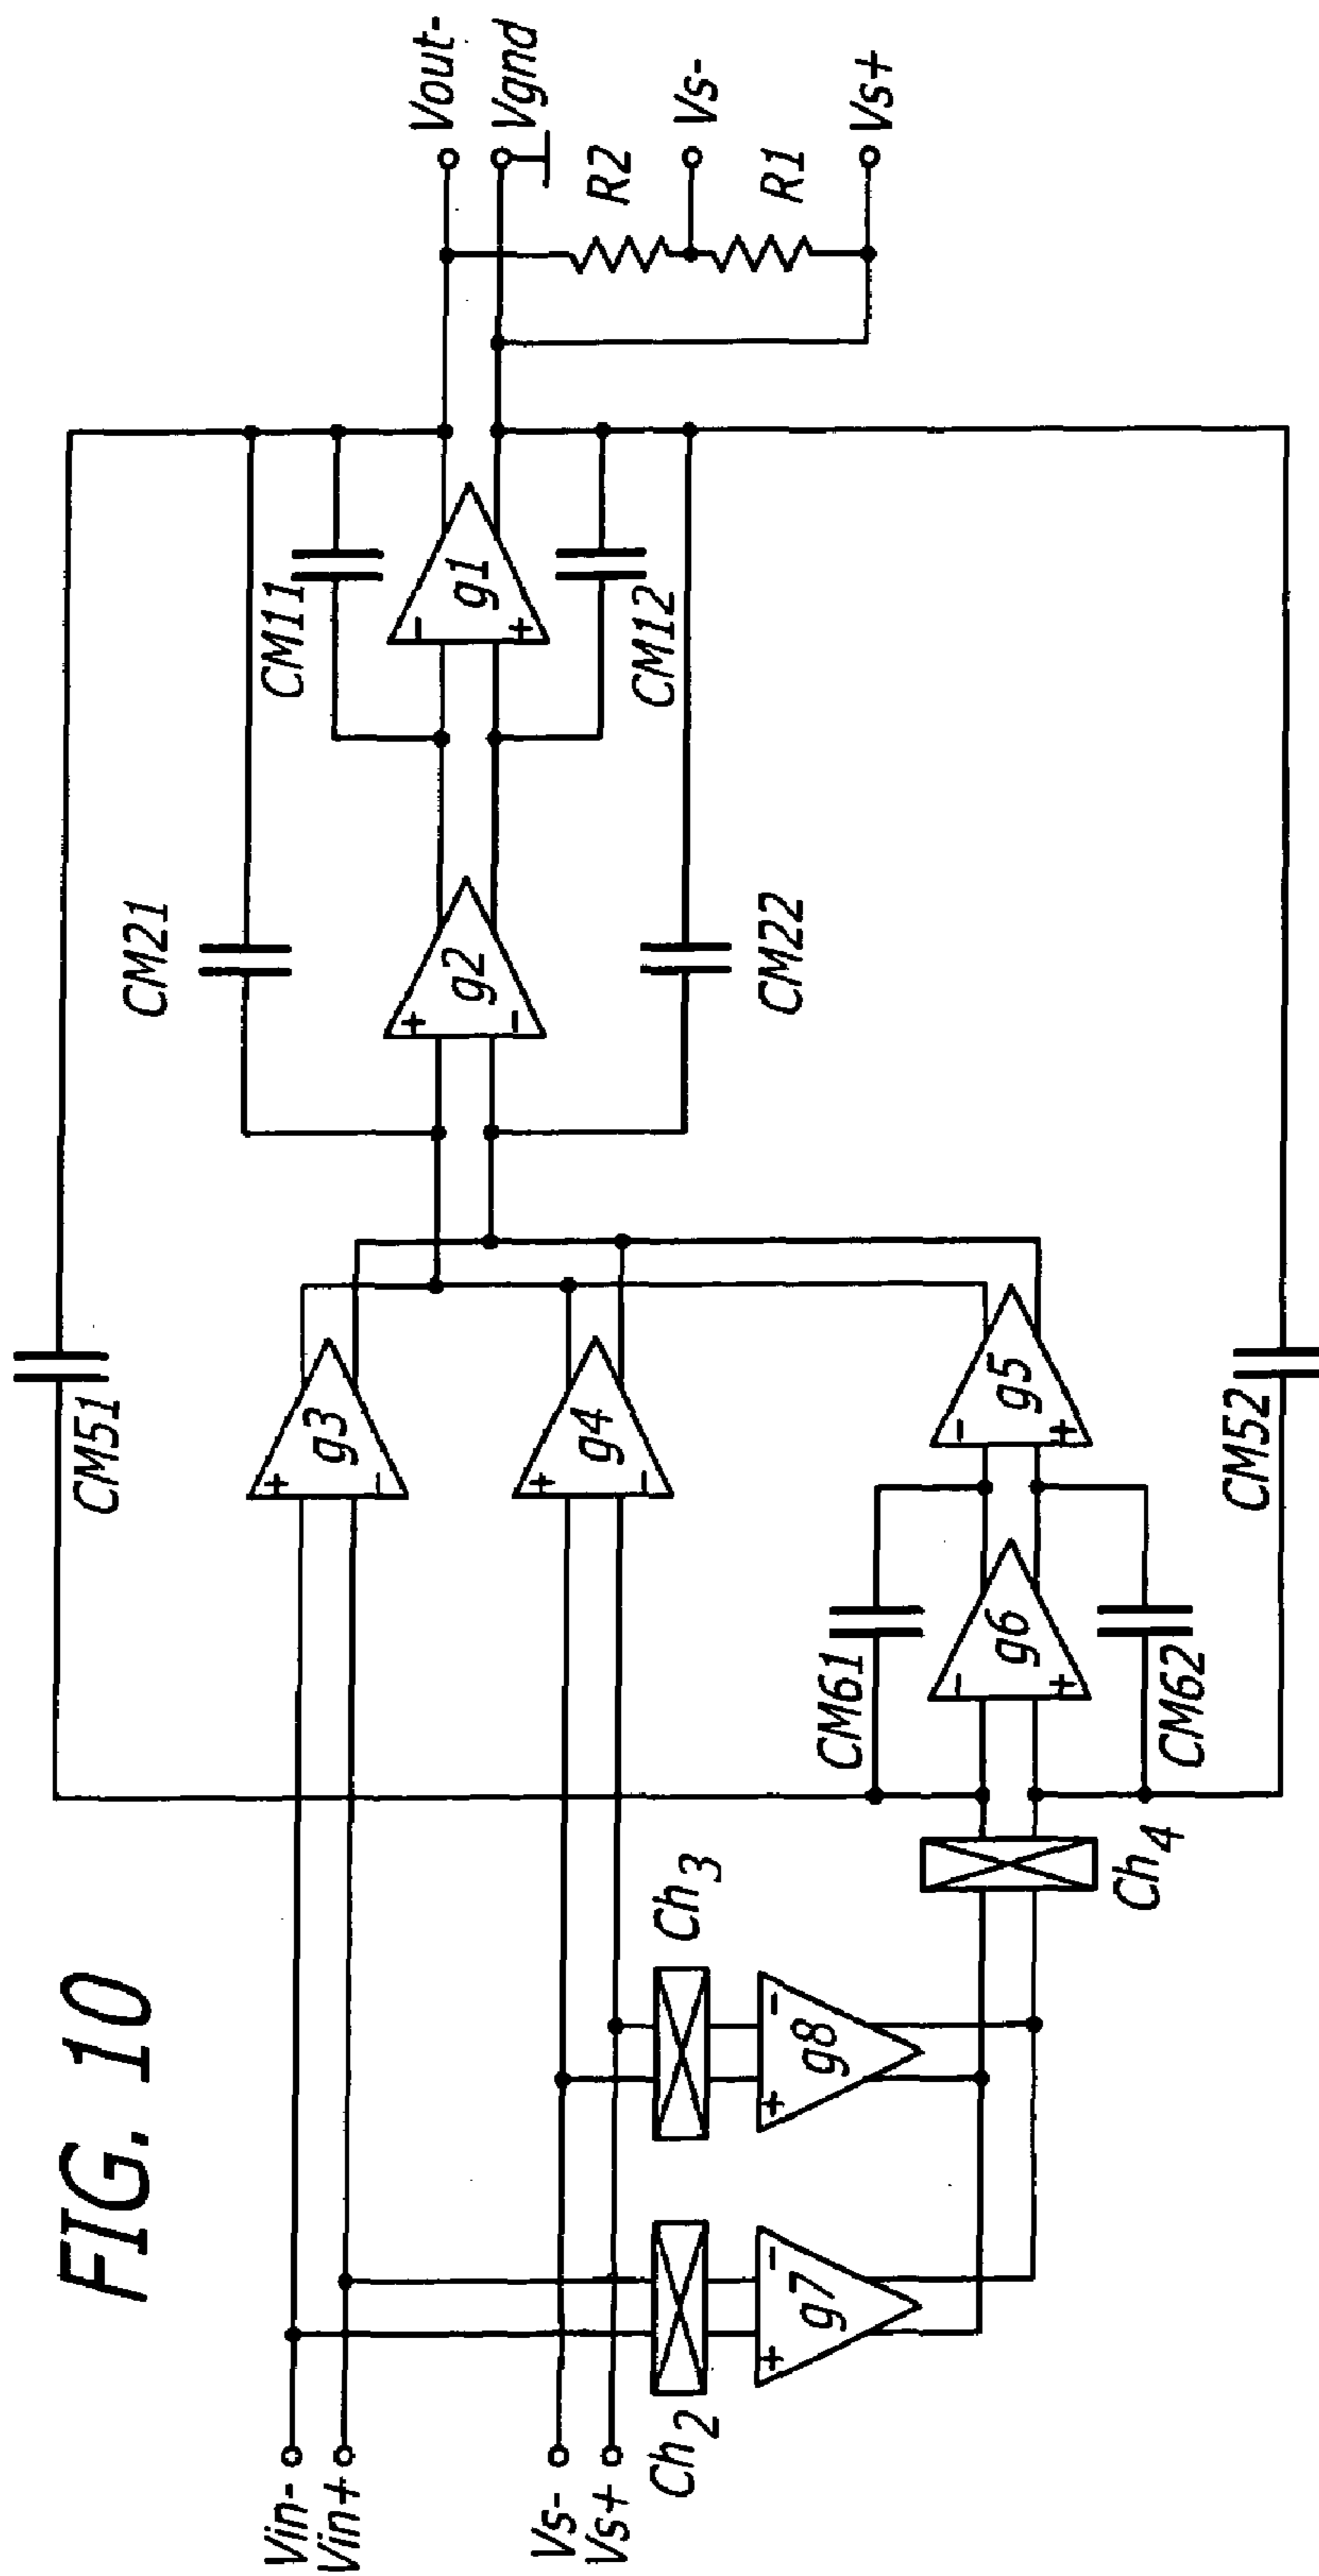 FIG. 10
Vin-
Vin+
Vs-
Vs+
Ch2
Ch3
Ch4
+
-
g7
+
-
g8
CM51
+
-
g3
+
-
g4
CM61
-
+
g6
CM62
-
+
g5
CM52
CM21
+
-
g2
CM22
CM11
-
+
g1
CM12
Vout-
Vgnd
R2
Vs-
R1
Vs+